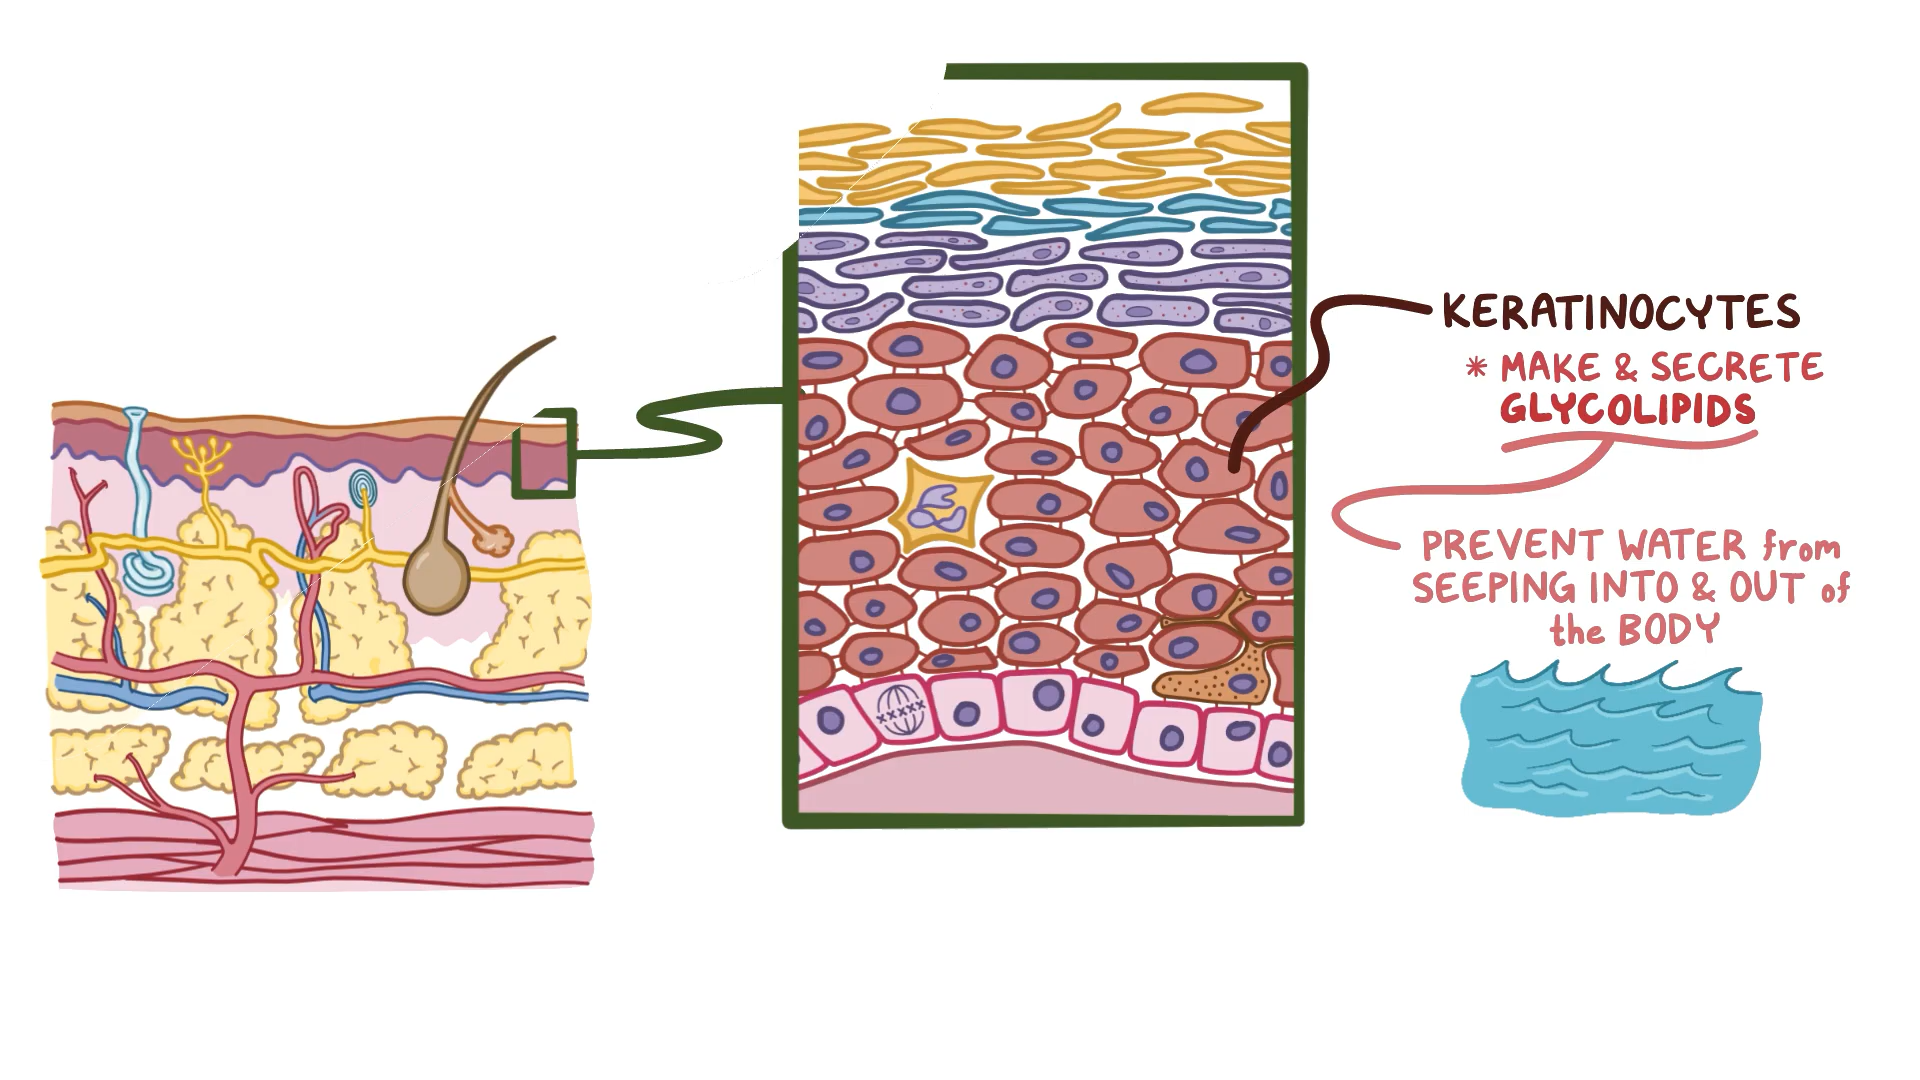 KERATINOCYTES
* MAKE & SECRETE
GLYCOLIPIDS
PREVENT WATER from
SEEPING INTO & OUT of
the BODY